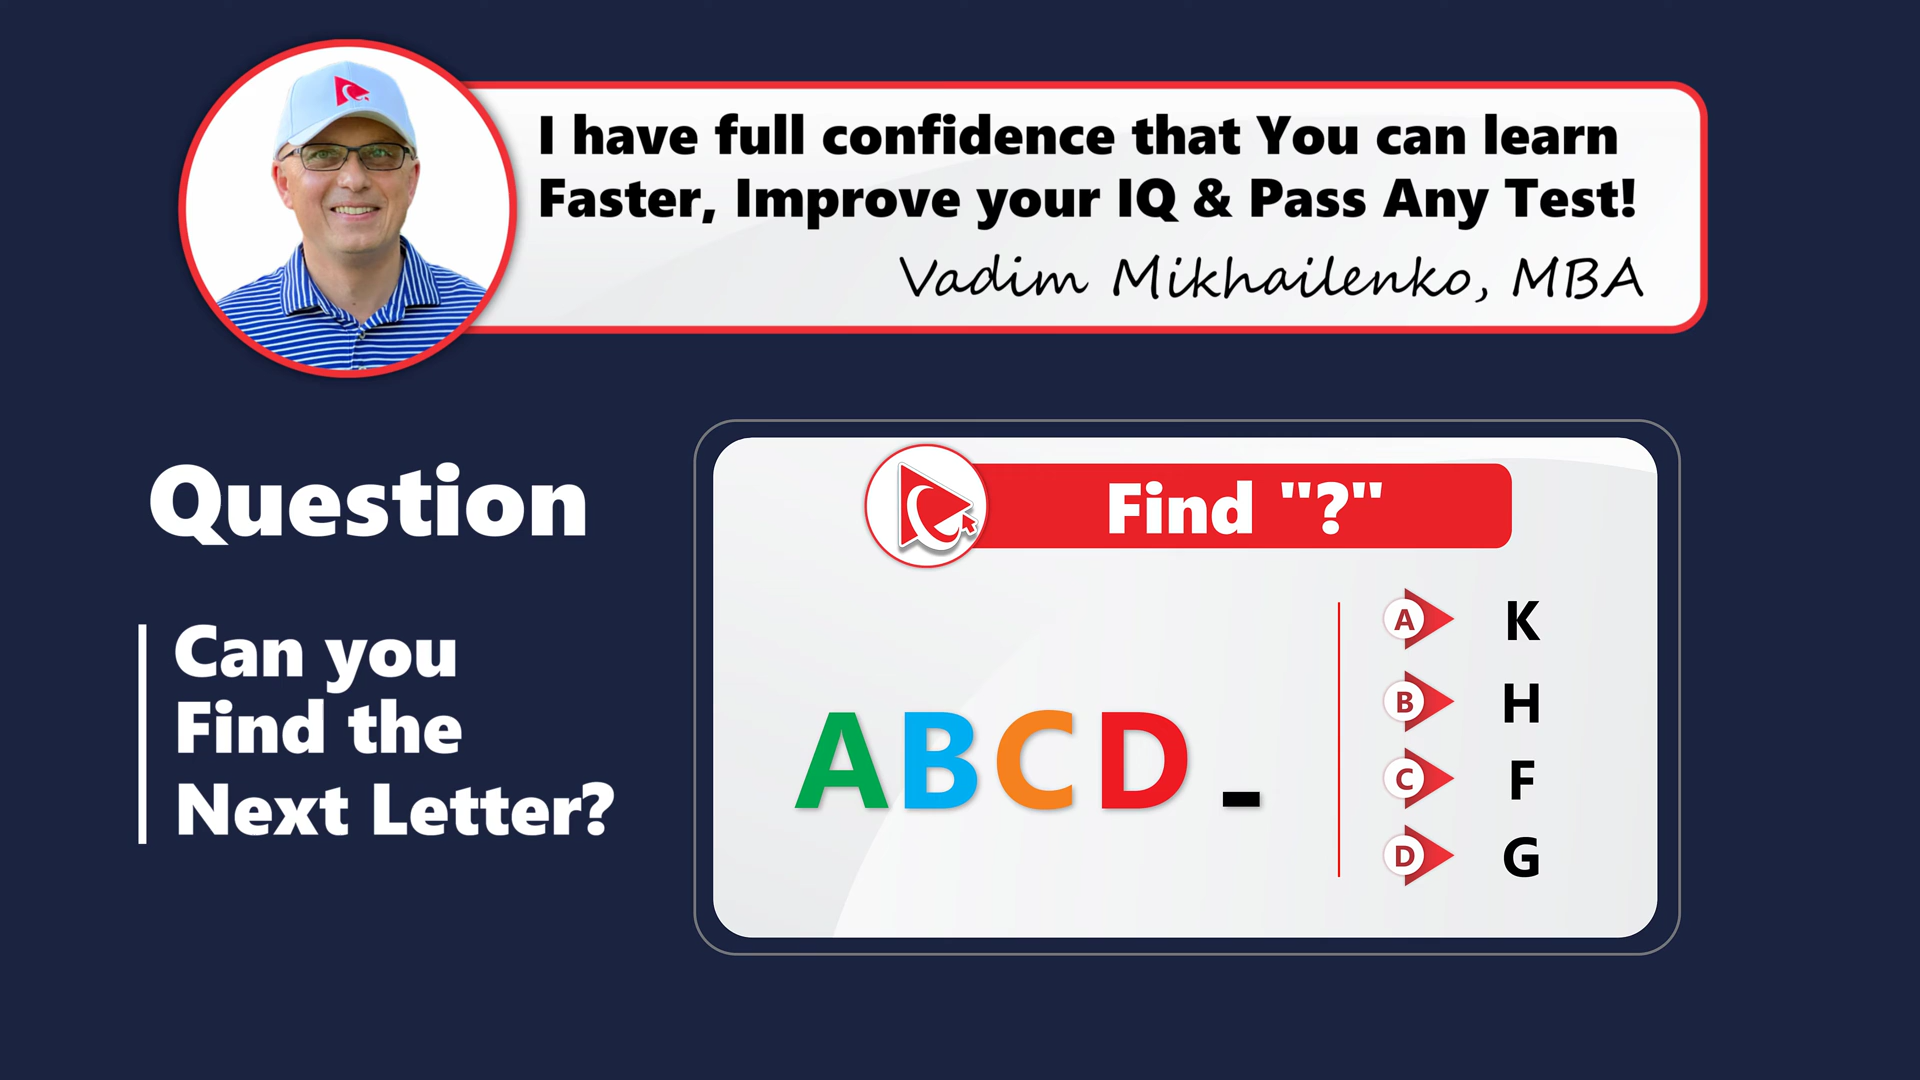 I have full confidence that You can learn
Faster, Improve your IQ & Pass Any Test!
Vadim Mikhailenko, MBA
Question
Can you
Find the
Next Letter?
Find "?"
A B C D _
A K
B H
C F
D G